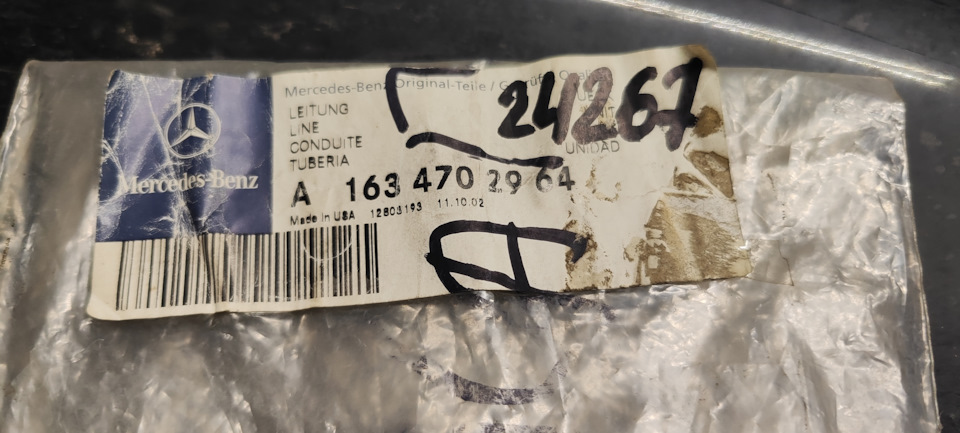 Mercedes-Benz Original-Teile /
24267
LEITUNG
LINE
CONDUITE
TUBERIA
UNIDAD
Mercedes-Benz
A 163 470 29 64
Made in USA 12803193 11.10.02